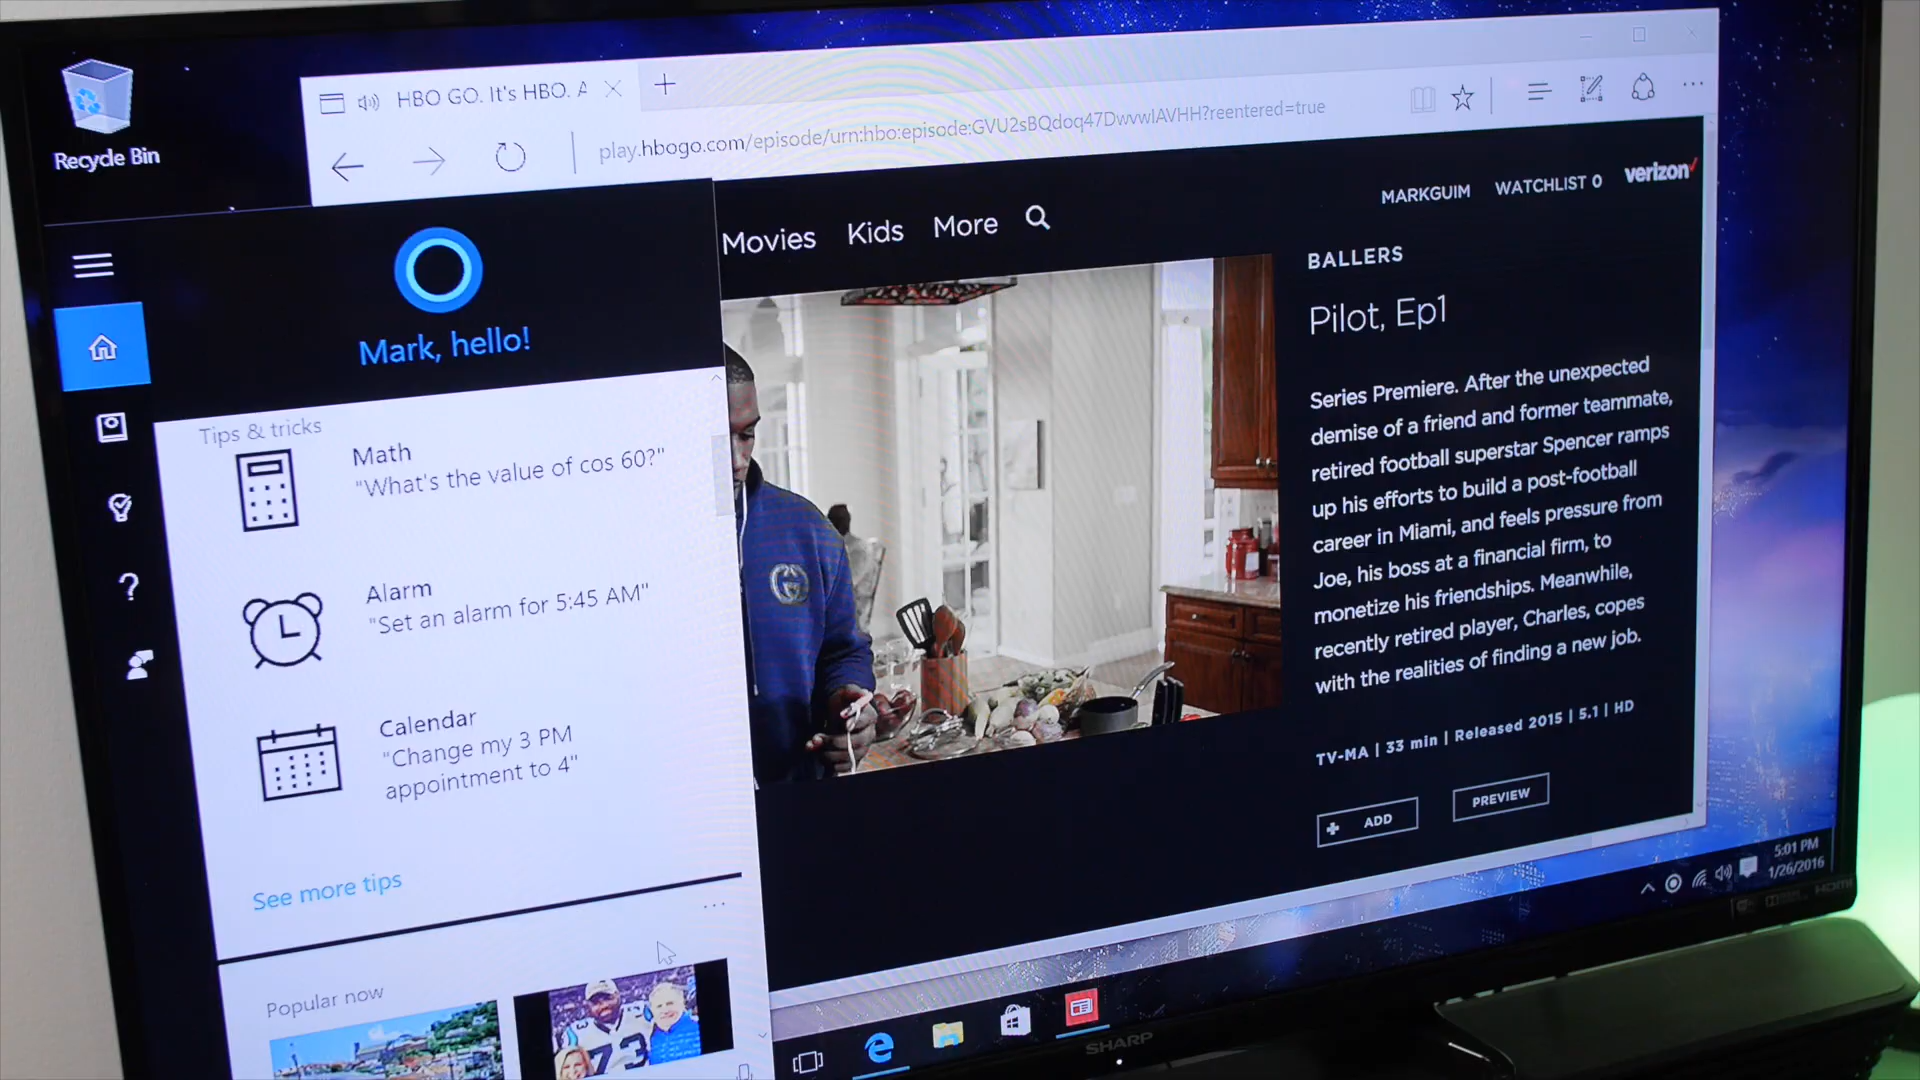 Recycle Bin
HBO GO. It's HBO. A
play.hbogo.com/episode/urn:hbo:episode:GVU2sBQdoq47DwvwIAVHH?reentered=true
Mark, hello!
Tips & tricks
Math
"What's the value of cos 60?"
Alarm
"Set an alarm for 5:45 AM"
Calendar
"Change my 3 PM
appointment to 4"
See more tips
Popular now
73
Movies Kids More
MARKGUIM WATCHLIST 0 verizon
BALLERS
Pilot, Ep1
Series Premiere. After the unexpected
demise of a friend and former teammate,
retired football superstar Spencer ramps
up his efforts to build a post-football
career in Miami, and feels pressure from
Joe, his boss at a financial firm, to
monetize his friendships. Meanwhile,
recently retired player, Charles, copes
with the realities of finding a new job.
TV-MA | 33 min | Released 2015 | 5.1 | HD
ADD
PREVIEW
5:01 PM
1/26/2016
HDMI
SHARP